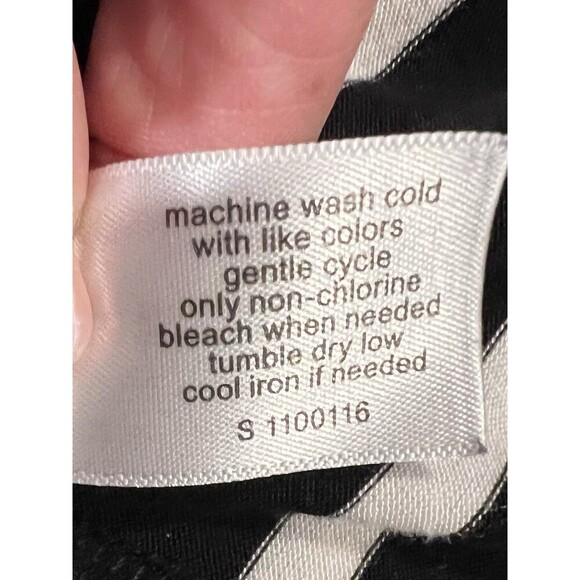 machine wash cold
with like colors
gentle cycle
only non-chlorine
bleach when needed
tumble dry low
cool iron if needed
S 1100116